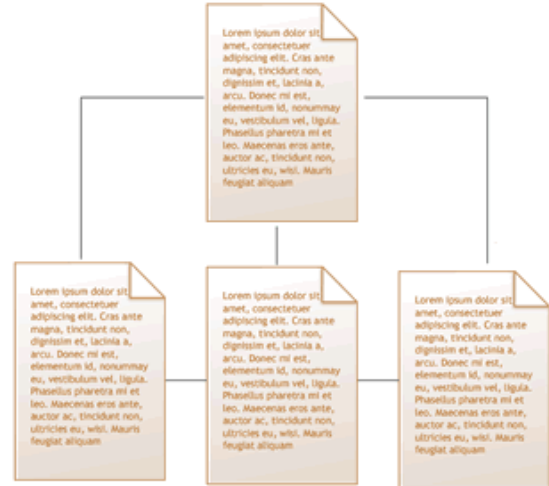 Lorem ipsum dolor sit
amet, consectetuer
adipiscing elit. Cras ante
magna, tincidunt non,
dignissim et, lacinia a,
arcu. Donec mi est,
elementum id, nonummay
eu, vestibulum vel, ligula.
Phasellus pharetra mi et
leo. Maecenas eros ante,
auctor ac, tincidunt non,
ultricies eu, wisi. Mauris
feugiat aliquam
Lorem ipsum dolor sit
amet, consectetuer
adipiscing elit. Cras ante
magna, tincidunt non,
dignissim et, lacinia a,
arcu. Donec mi est,
elementum id, nonummay
eu, vestibulum vel, ligula.
Phasellus pharetra mi et
leo. Maecenas eros ante,
auctor ac, tincidunt non,
ultricies eu, wisi. Mauris
feugiat aliquam
Lorem ipsum dolor sit
amet, consectetuer
adipiscing elit. Cras ante
magna, tincidunt non,
dignissim et, lacinia a,
arcu. Donec mi est,
elementum id, nonummay
eu, vestibulum vel, ligula.
Phasellus pharetra mi et
leo. Maecenas eros ante,
auctor ac, tincidunt non,
ultricies eu, wisi. Mauris
feugiat aliquam
Lorem ipsum dolor sit
amet, consectetuer
adipiscing elit. Cras ante
magna, tincidunt non,
dignissim et, lacinia a,
arcu. Donec mi est,
elementum id, nonummay
eu, vestibulum vel, ligula.
Phasellus pharetra mi et
leo. Maecenas eros ante,
auctor ac, tincidunt non,
ultricies eu, wisi. Mauris
feugiat aliquam